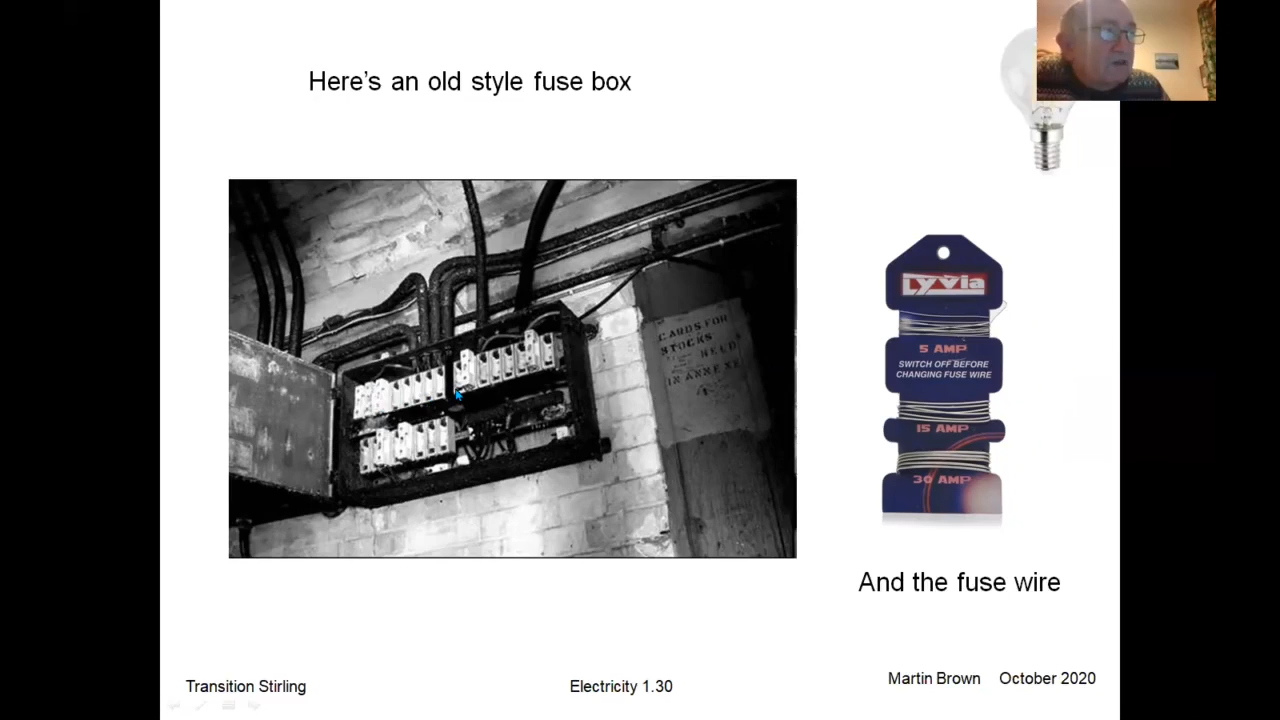 Here's an old style fuse box
CARDS FOR
STOCKS
HELD
IN ANNEXE
Lyvia
5 AMP
SWITCH OFF BEFORE
CHANGING FUSE WIRE
15 AMP
30 AMP
And the fuse wire
Transition Stirling
Electricity 1.30
Martin Brown October 2020